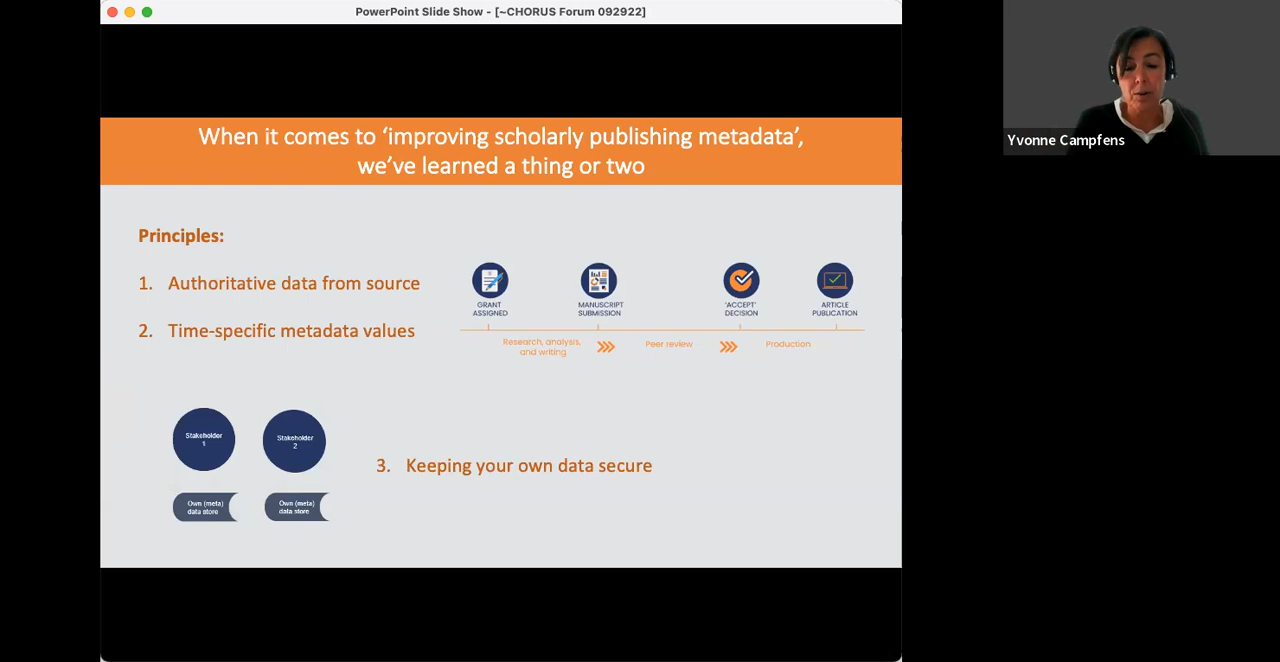 PowerPoint Slide Show - [~CHORUS Forum 092922]
When it comes to ‘improving scholarly publishing metadata’,
we’ve learned a thing or two
Yvonne Campfens
Principles:
1. Authoritative data from source
2. Time-specific metadata values
GRANT
ASSIGNED
MANUSCRIPT
SUBMISSION
‘ACCEPT’
DECISION
ARTICLE
PUBLICATION
Research, analysis,
and writing
Peer review
Production
Stakeholder
1
Stakeholder
2
3. Keeping your own data secure
Own (meta)
data store
Own (meta)
data store